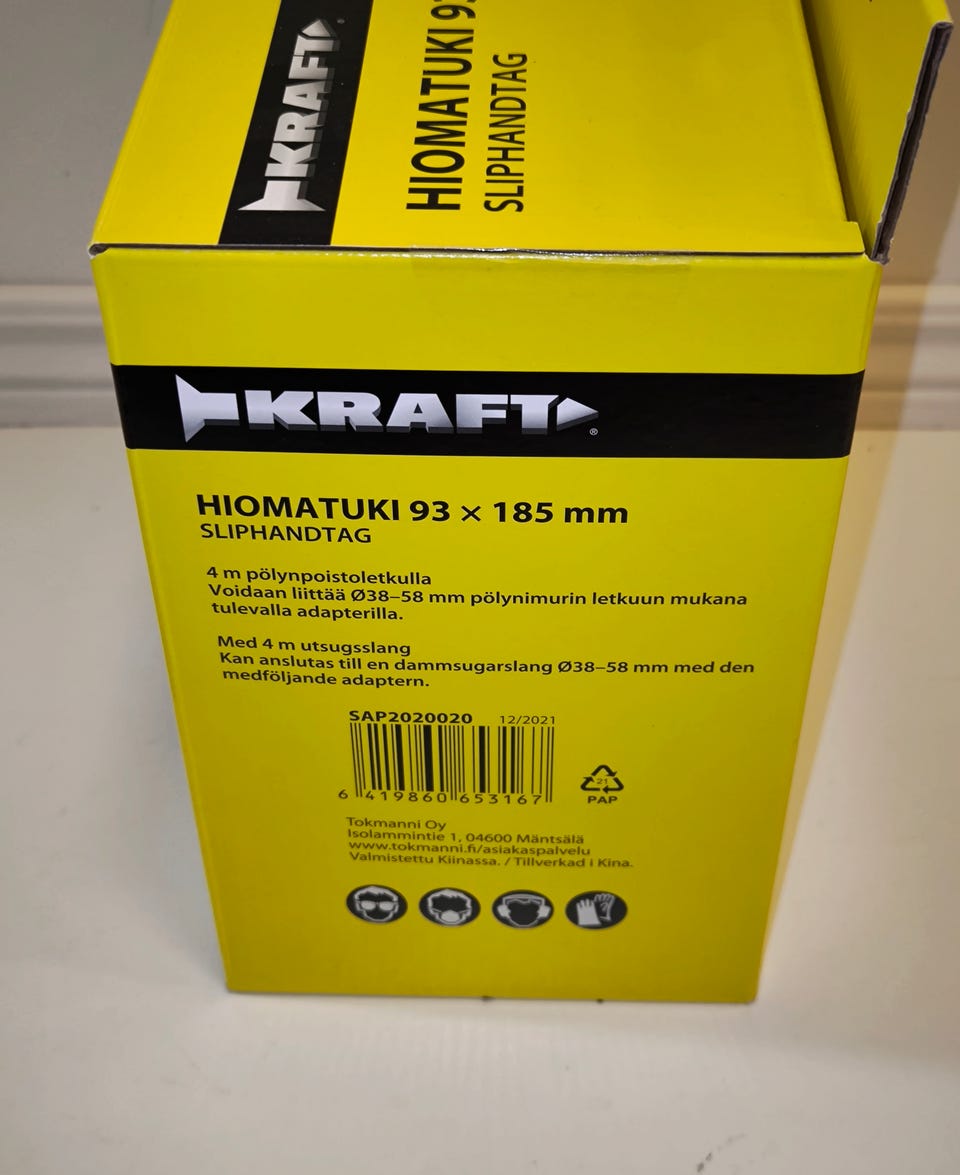 KRAFT®
HIOMATUKI
SLIPHANDTAG
KRAFT®
HIOMATUKI 93 × 185 mm
SLIPHANDTAG
4 m pölynpoistoletkulla
Voidaan liittää Ø38–58 mm pölynimurin letkuun mukana
tulevalla adapterilla.
Med 4 m utsugsslang
Kan anslutas till en dammsugarslang Ø38–58 mm med den
medföljande adaptern.
SAP2020020 12/2021
6 419860 653167
21
PAP
Tokmanni Oy
Isolammintie 1, 04600 Mäntsälä
www.tokmanni.fi/asiakaspalvelu
Valmistettu Kiinassa. / Tillverkad i Kina.